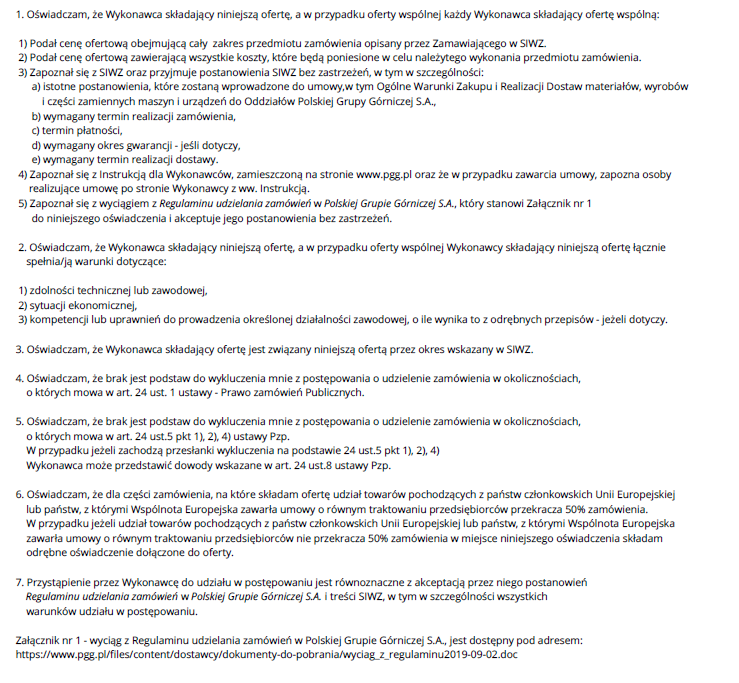 1. Oświadczam, że Wykonawca składający niniejszą ofertę, a w przypadku oferty wspólnej każdy Wykonawca składający ofertę wspólną:
1) Podał cenę ofertową obejmującą cały zakres przedmiotu zamówienia opisany przez Zamawiającego w SIWZ.
2) Podał cenę ofertową zawierającą wszystkie koszty, które będą poniesione w celu należytego wykonania przedmiotu zamówienia.
3) Zapoznał się z SIWZ oraz przyjmuje postanowienia SIWZ bez zastrzeżeń, w tym w szczególności:
a) istotne postanowienia, które zostaną wprowadzone do umowy,w tym Ogólne Warunki Zakupu i Realizacji Dostaw materiałów, wyrobów
i części zamiennych maszyn i urządzeń do Oddziałów Polskiej Grupy Górniczej S.A.,
b) wymagany termin realizacji zamówienia,
c) termin płatności,
d) wymagany okres gwarancji - jeśli dotyczy,
e) wymagany termin realizacji dostawy.
4) Zapoznał się z Instrukcją dla Wykonawców, zamieszczoną na stronie www.pgg.pl oraz że w przypadku zawarcia umowy, zapozna osoby
realizujące umowę po stronie Wykonawcy z ww. Instrukcją.
5) Zapoznał się z wyciągiem z Regulaminu udzielania zamówień w Polskiej Grupie Górniczej S.A., który stanowi Załącznik nr 1
do niniejszego oświadczenia i akceptuje jego postanowienia bez zastrzeżeń.
2. Oświadczam, że Wykonawca składający niniejszą ofertę, a w przypadku oferty wspólnej Wykonawcy składający niniejszą ofertę łącznie
spełnia/ją warunki dotyczące:
1) zdolności technicznej lub zawodowej,
2) sytuacji ekonomicznej,
3) kompetencji lub uprawnień do prowadzenia określonej działalności zawodowej, o ile wynika to z odrębnych przepisów - jeżeli dotyczy.
3. Oświadczam, że Wykonawca składający ofertę jest związany niniejszą ofertą przez okres wskazany w SIWZ.
4. Oświadczam, że brak jest podstaw do wykluczenia mnie z postępowania o udzielenie zamówienia w okolicznościach,
o których mowa w art. 24 ust. 1 ustawy - Prawo zamówień Publicznych.
5. Oświadczam, że brak jest podstaw do wykluczenia mnie z postępowania o udzielenie zamówienia w okolicznościach,
o których mowa w art. 24 ust.5 pkt 1), 2), 4) ustawy Pzp.
W przypadku jeżeli zachodzą przesłanki wykluczenia na podstawie 24 ust.5 pkt 1), 2), 4)
Wykonawca może przedstawić dowody wskazane w art. 24 ust.8 ustawy Pzp.
6. Oświadczam, że dla części zamówienia, na które składam ofertę udział towarów pochodzących z państw członkowskich Unii Europejskiej
lub państw, z którymi Wspólnota Europejska zawarła umowy o równym traktowaniu przedsiębiorców przekracza 50% zamówienia.
W przypadku jeżeli udział towarów pochodzących z państw członkowskich Unii Europejskiej lub państw, z którymi Wspólnota Europejska
zawarła umowy o równym traktowaniu przedsiębiorców nie przekracza 50% zamówienia w miejsce niniejszego oświadczenia składam
odrębne oświadczenie dołączone do oferty.
7. Przystąpienie przez Wykonawcę do udziału w postępowaniu jest równoznaczne z akceptacją przez niego postanowień
Regulaminu udzielania zamówień w Polskiej Grupie Górniczej S.A. i treści SIWZ, w tym w szczególności wszystkich
warunków udziału w postępowaniu.
Załącznik nr 1 - wyciąg z Regulaminu udzielania zamówień w Polskiej Grupie Górniczej S.A., jest dostępny pod adresem:
https://www.pgg.pl/files/content/dostawcy/dokumenty-do-pobrania/wyciag_z_regulaminu2019-09-02.doc